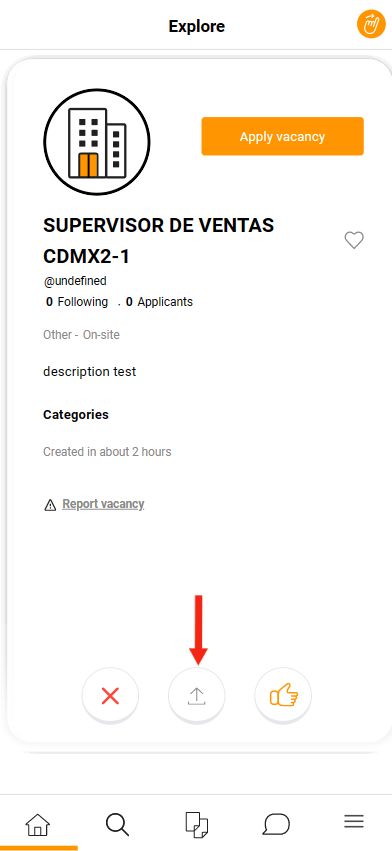 Explore
Apply vacancy
SUPERVISOR DE VENTAS
CDMX2-1
@undefined
0 Following . 0 Applicants
Other - On-site
description test
Categories
Created in about 2 hours
Report vacancy